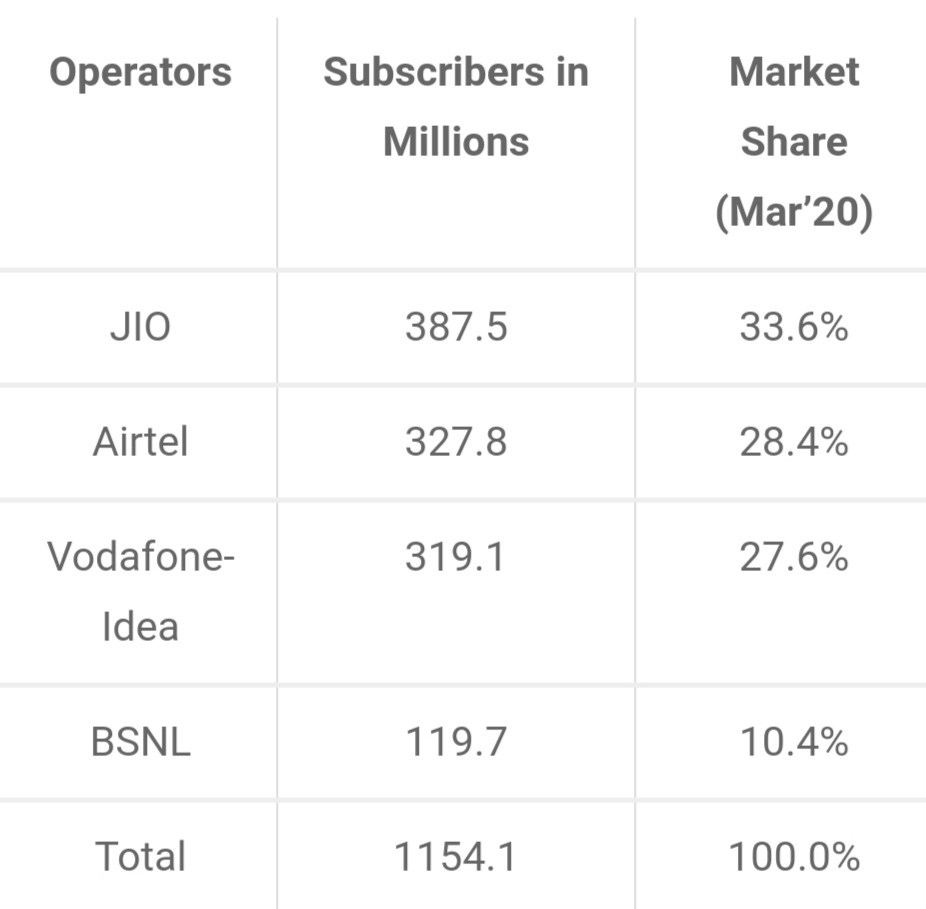 Operators Subscribers in Market
Millions Share
(Mar’20)
JIO 387.5 33.6%
Airtel 327.8 28.4%
Vodafone- 319.1 27.6%
Idea
BSNL 119.7 10.4%
Total 1154.1 100.0%